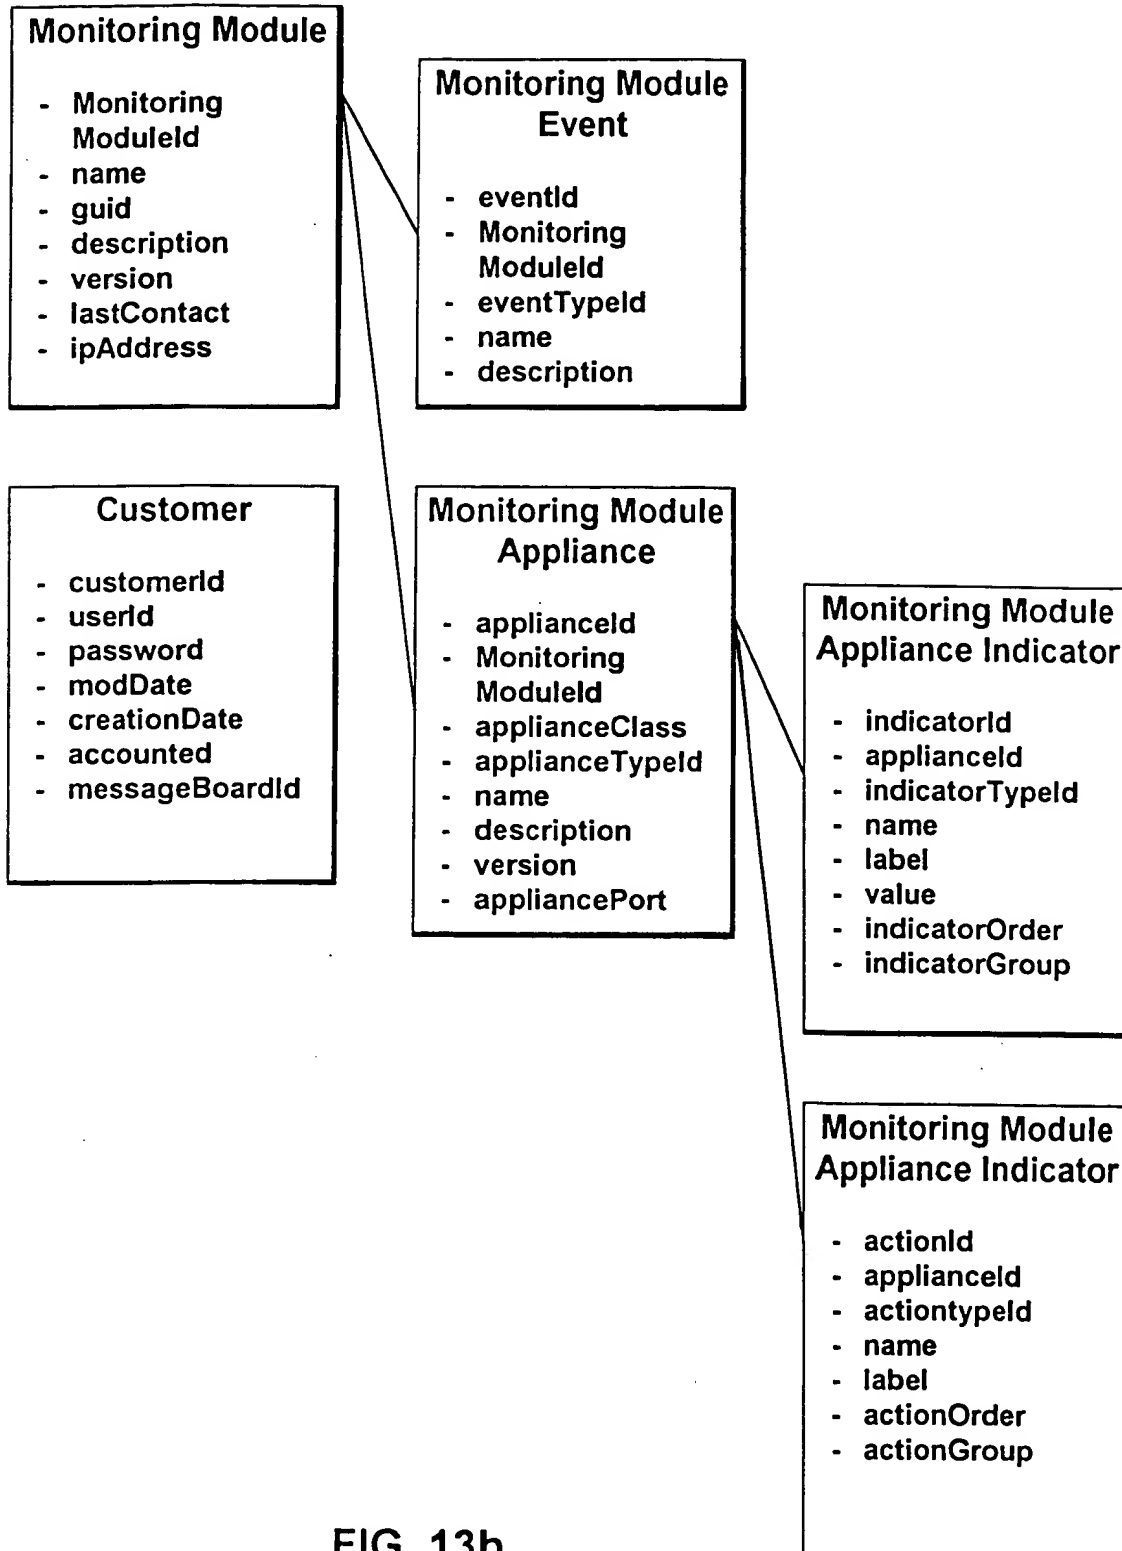 Monitoring Module
- Monitoring
ModuleId
- name
- guid
- description
- version
- lastContact
- ipAddress
Monitoring Module
Event
- eventId
- Monitoring
ModuleId
- eventTypeId
- name
- description
Customer
- customerId
- userId
- password
- modDate
- creationDate
- accounted
- messageBoardId
Monitoring Module
Appliance
- applianceId
- Monitoring
ModuleId
- applianceClass
- applianceTypeId
- name
- description
- version
- appliancePort
Monitoring Module
Appliance Indicator
- indicatorId
- applianceId
- indicatorTypeId
- name
- label
- value
- indicatorOrder
- indicatorGroup
Monitoring Module
Appliance Indicator
- actionId
- applianceId
- actiontypeId
- name
- label
- actionOrder
- actionGroup
FIG. 13b